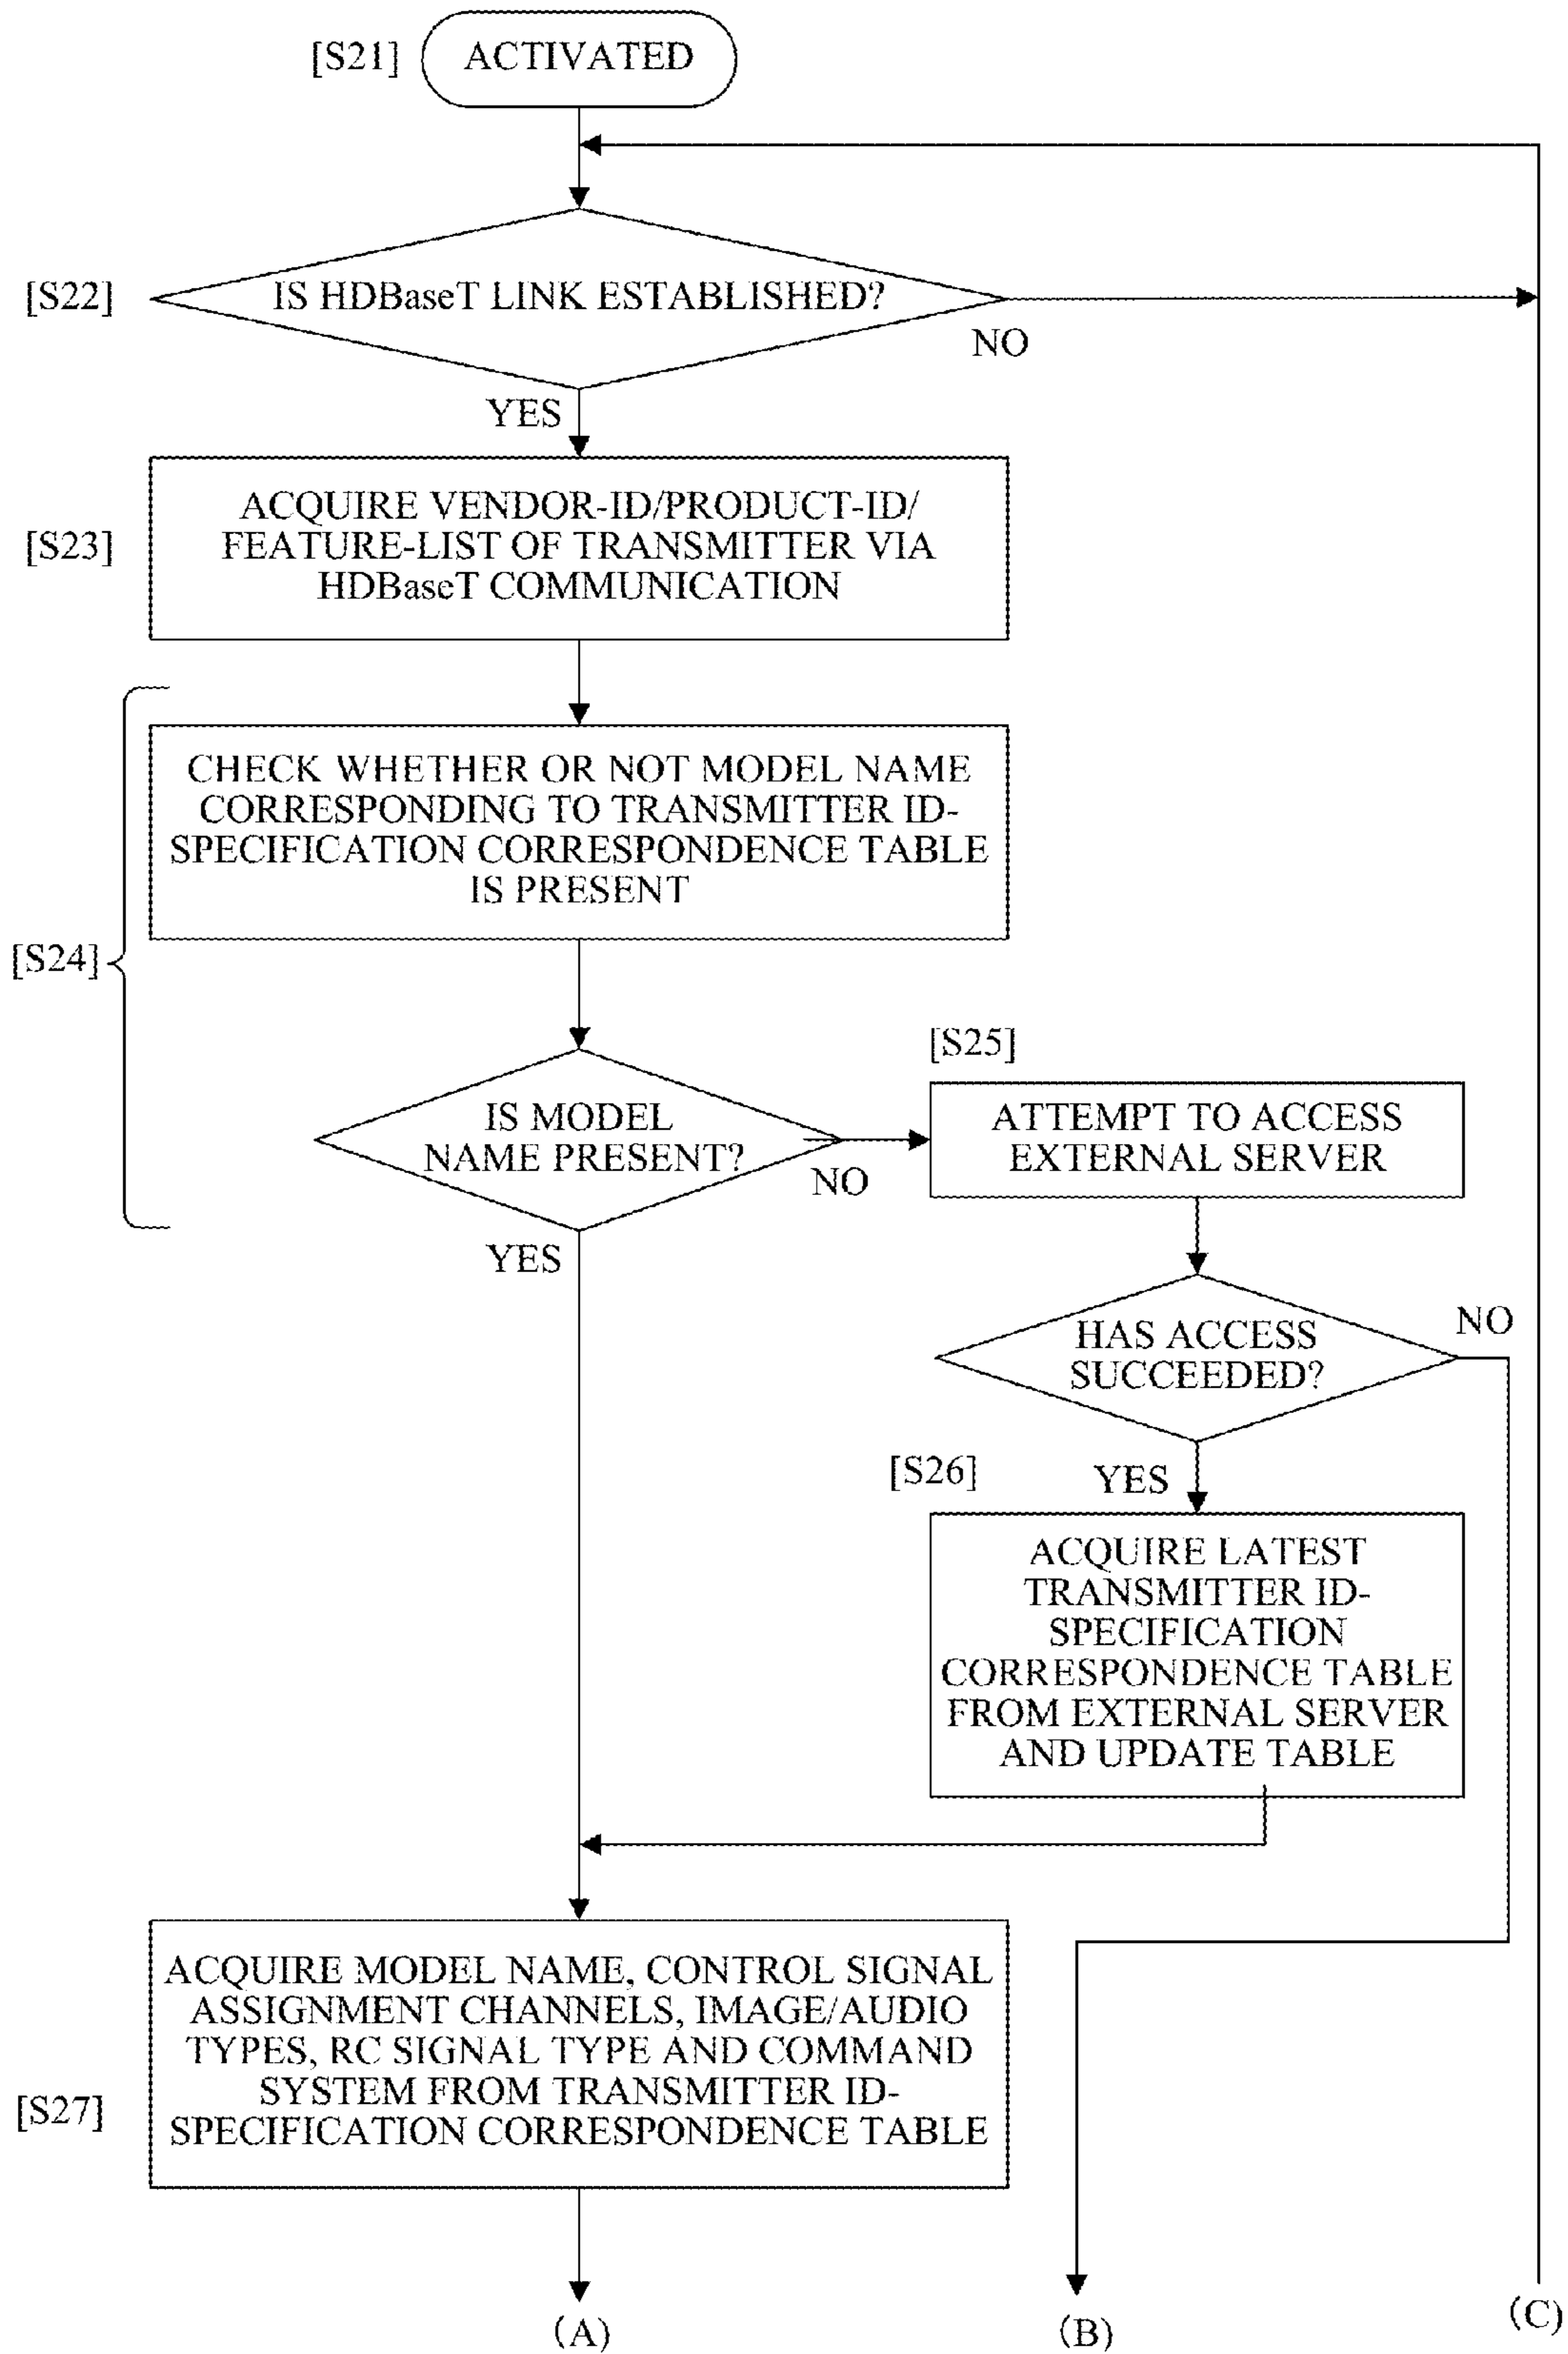 [S21]
ACTIVATED
[S22]
IS HDBaseT LINK ESTABLISHED?
NO
YES
[S23]
ACQUIRE VENDOR-ID/PRODUCT-ID/
FEATURE-LIST OF TRANSMITTER VIA
HDBaseT COMMUNICATION
[S24]
CHECK WHETHER OR NOT MODEL NAME
CORRESPONDING TO TRANSMITTER ID-
SPECIFICATION CORRESPONDENCE TABLE
IS PRESENT
IS MODEL
NAME PRESENT?
NO
YES
[S25]
ATTEMPT TO ACCESS
EXTERNAL SERVER
HAS ACCESS
SUCCEEDED?
NO
YES
[S26]
ACQUIRE LATEST
TRANSMITTER ID-
SPECIFICATION
CORRESPONDENCE TABLE
FROM EXTERNAL SERVER
AND UPDATE TABLE
[S27]
ACQUIRE MODEL NAME, CONTROL SIGNAL
ASSIGNMENT CHANNELS, IMAGE/AUDIO
TYPES, RC SIGNAL TYPE AND COMMAND
SYSTEM FROM TRANSMITTER ID-
SPECIFICATION CORRESPONDENCE TABLE
(A)
(B)
(C)